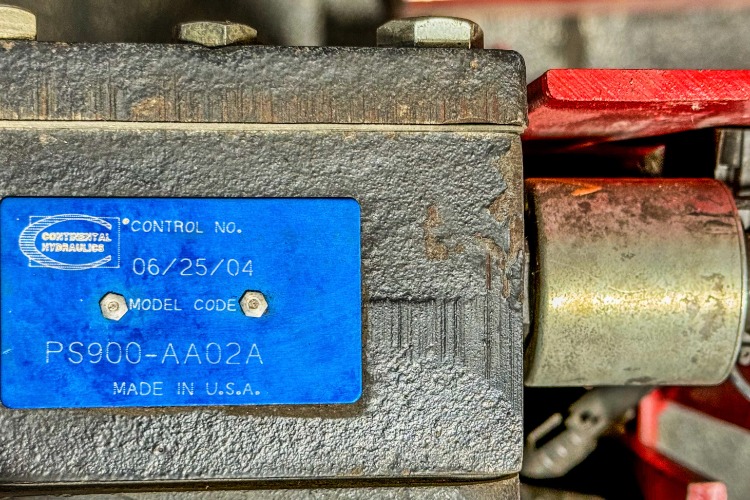 CONTINENTAL
HYDRAULICS
CONTROL NO.
06/25/04
MODEL CODE
PS900-AA02A
MADE IN U.S.A.